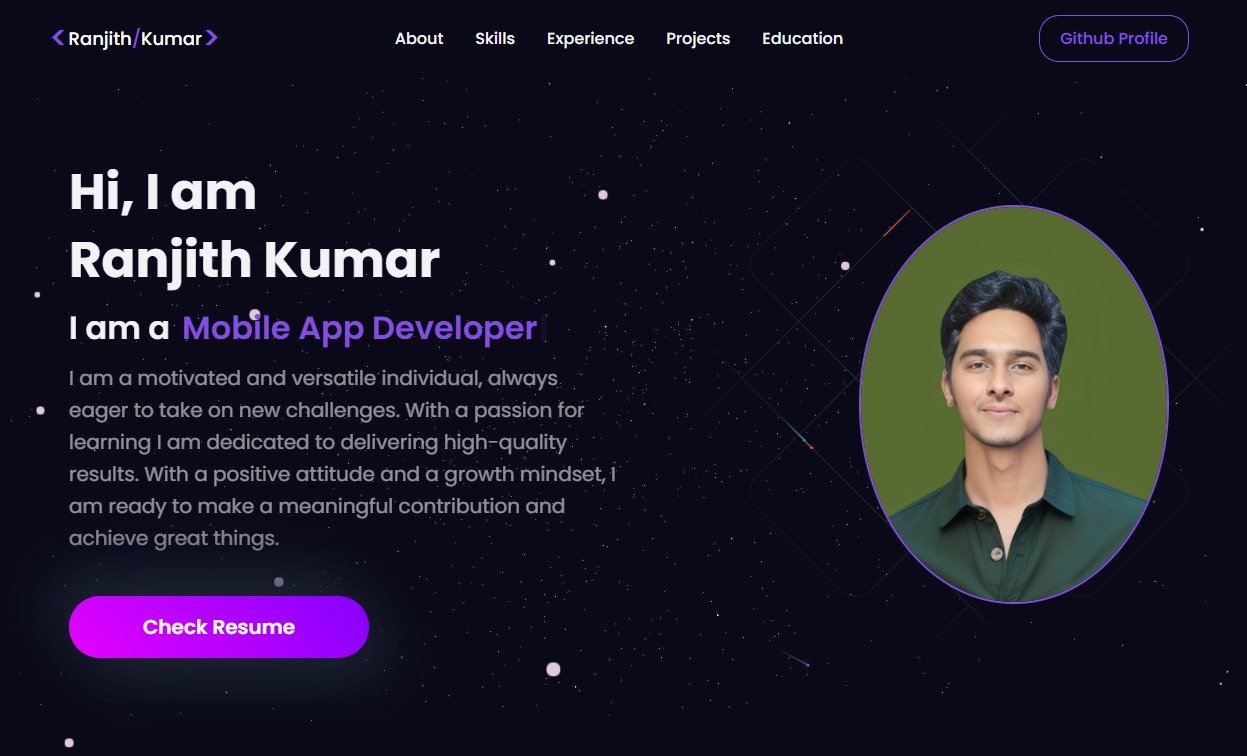 <Ranjith/Kumar>
About Skills Experience Projects Education
Github Profile
Hi, I am
Ranjith Kumar
I am a Mobile App Developer
I am a motivated and versatile individual, always
eager to take on new challenges. With a passion for
learning I am dedicated to delivering high-quality
results. With a positive attitude and a growth mindset, I
am ready to make a meaningful contribution and
achieve great things.
Check Resume